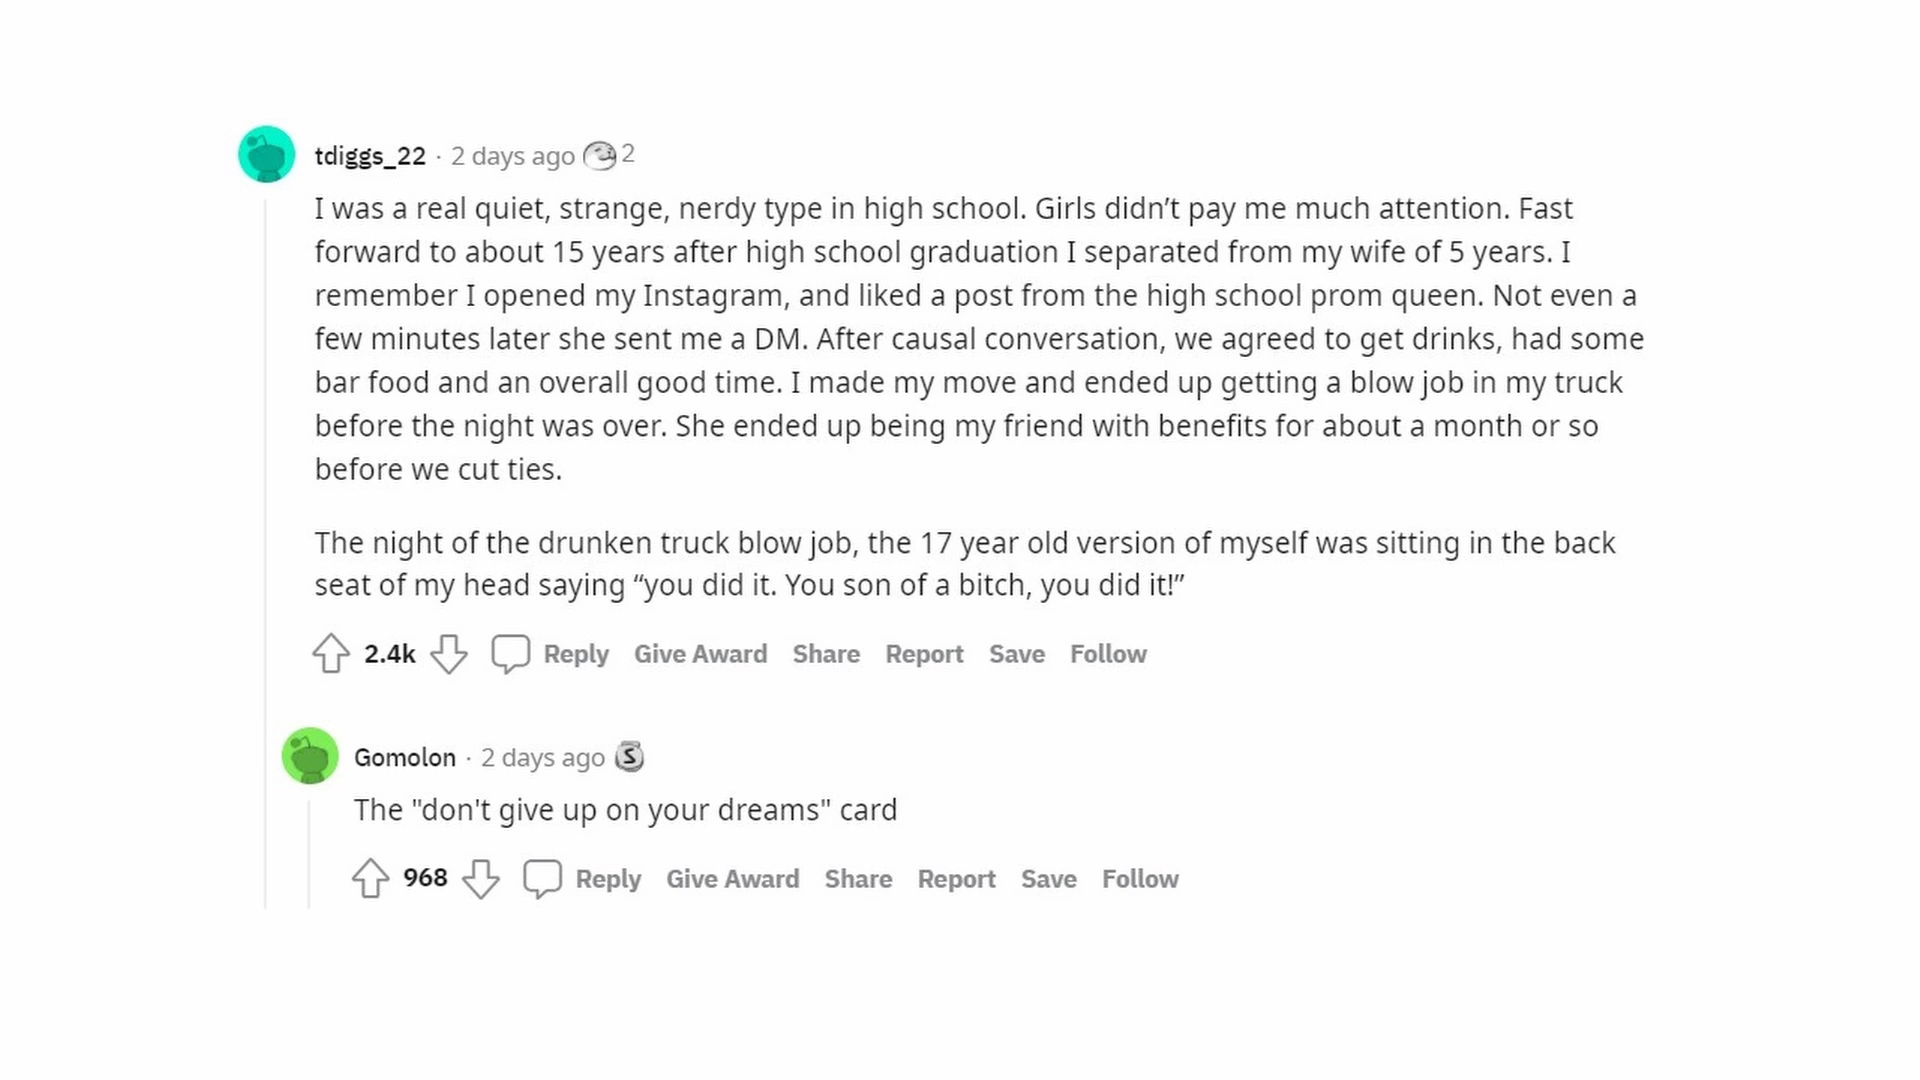 tdiggs_22 · 2 days ago 2
I was a real quiet, strange, nerdy type in high school. Girls didn’t pay me much attention. Fast
forward to about 15 years after high school graduation I separated from my wife of 5 years. I
remember I opened my Instagram, and liked a post from the high school prom queen. Not even a
few minutes later she sent me a DM. After causal conversation, we agreed to get drinks, had some
bar food and an overall good time. I made my move and ended up getting a blow job in my truck
before the night was over. She ended up being my friend with benefits for about a month or so
before we cut ties.
The night of the drunken truck blow job, the 17 year old version of myself was sitting in the back
seat of my head saying “you did it. You son of a bitch, you did it!”
2.4k Reply Give Award Share Report Save Follow
Gomolon · 2 days ago S
The "don't give up on your dreams" card
968 Reply Give Award Share Report Save Follow